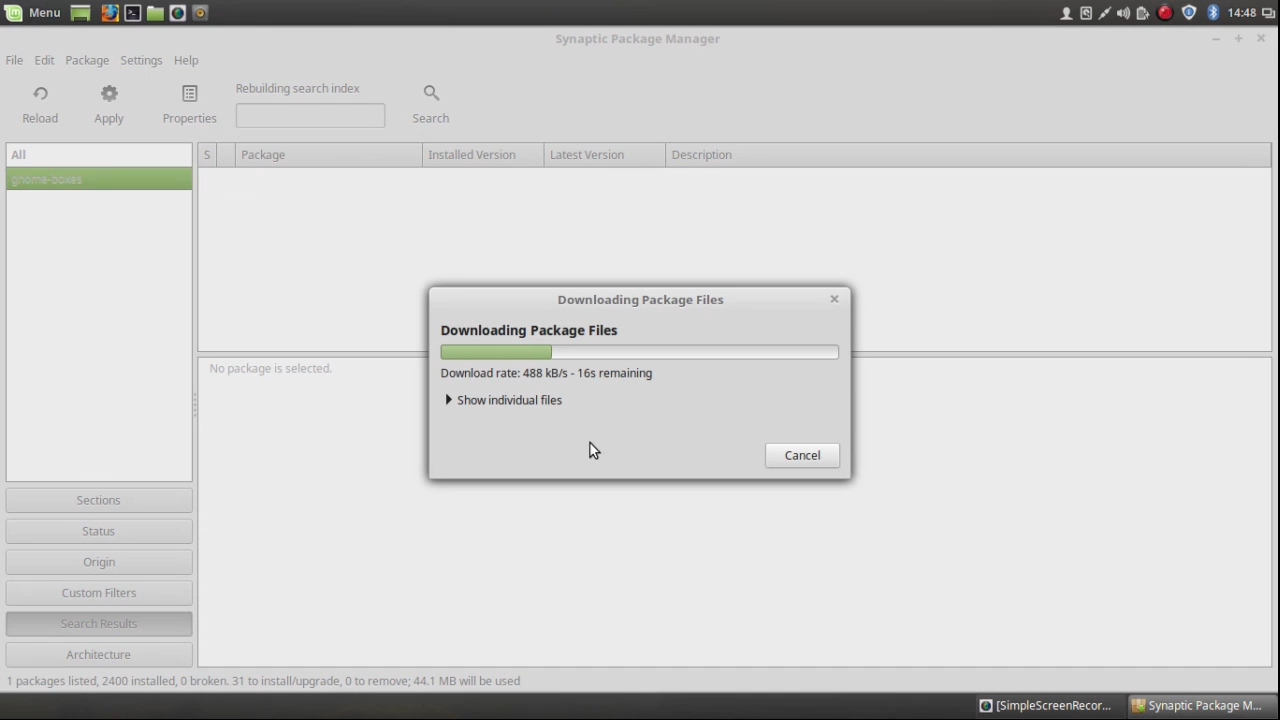 Menu
14:48
Synaptic Package Manager
File Edit Package Settings Help
Rebuilding search index
Reload Apply Properties Search
All
gnome-boxes
S Package Installed Version Latest Version Description
Downloading Package Files
Downloading Package Files
Download rate: 488 kB/s - 16s remaining
Show individual files
Cancel
No package is selected.
Sections
Status
Origin
Custom Filters
Search Results
Architecture
1 packages listed, 2400 installed, 0 broken. 31 to install/upgrade, 0 to remove; 44.1 MB will be used
[SimpleScreenRecor... Synaptic Package M...